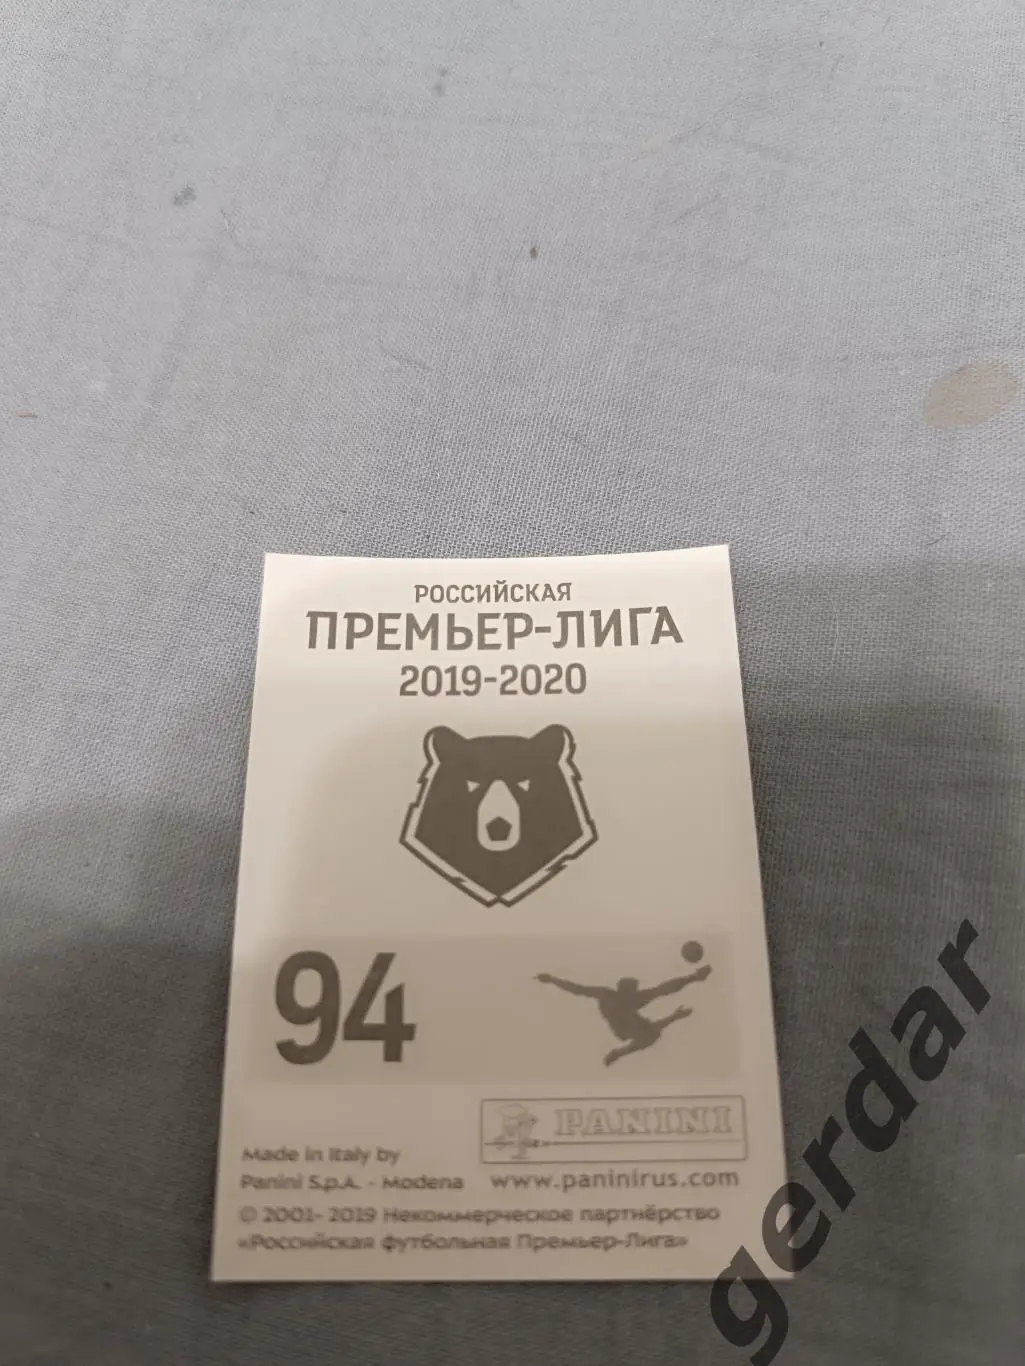 РОССИЙСКАЯ
ПРЕМЬЕР-ЛИГА
2019-2020
94
PANINI
Made in Italy by
Panini S.p.A. - Modena
www.paninirus.com
© 2001- 2019 Некоммерческое партнёрство
«Российская футбольная Премьер-Лига»
gerdar